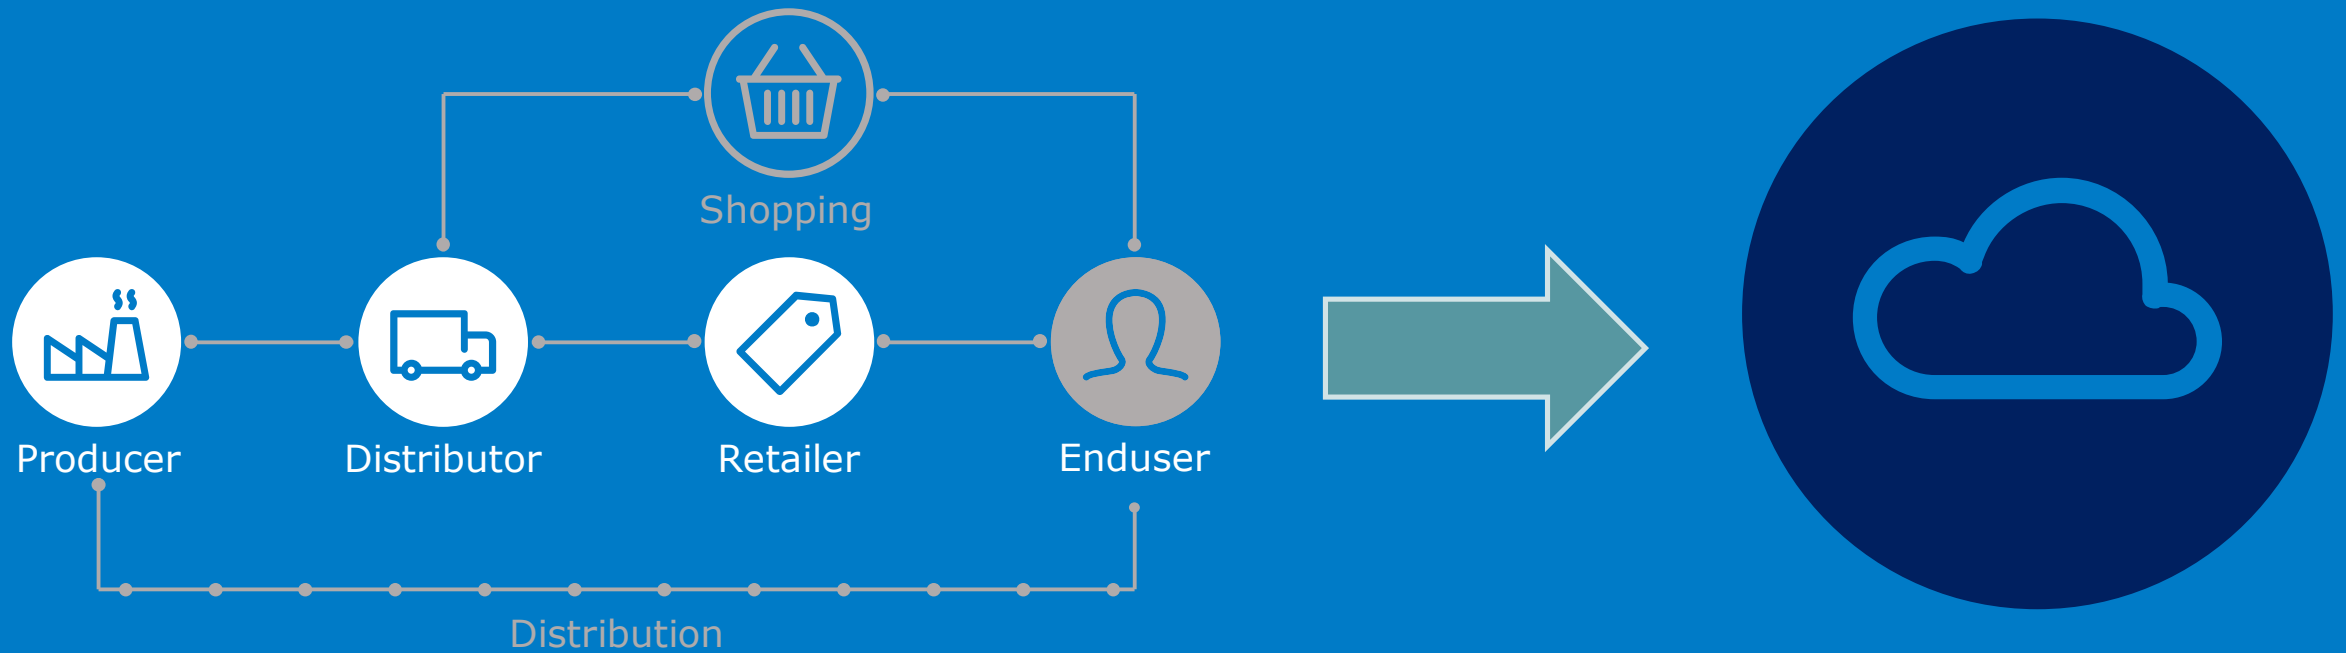 Shopping
Producer
Distributor
Retailer
Enduser
Distribution